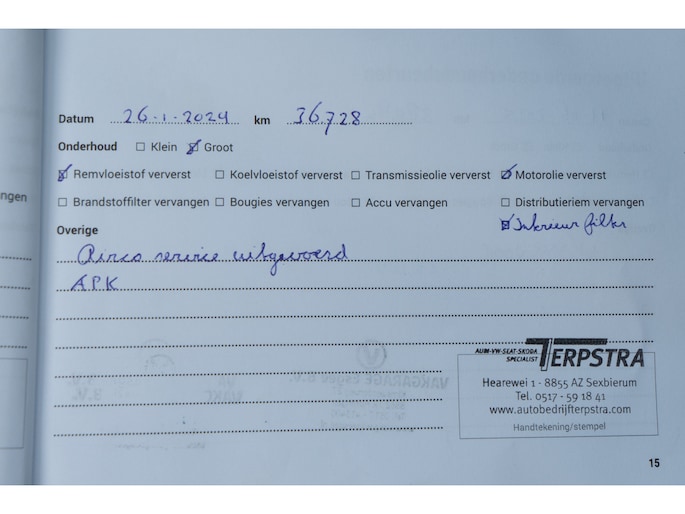 Datum 26-1-2024 km 36728
Onderhoud Klein Groot
Remvloeistof ververst Koelvloeistof ververst Transmissieolie ververst Motorolie ververst
Brandstoffilter vervangen Bougies vervangen Accu vervangen Distributieriem vervangen
Overige Interieur filter
Airco service uitgevoerd
APK
AUDI-VW-SEAT-SKODA
SPECIALIST TERPSTRA
Hearewei 1 - 8855 AZ Sexbierum
Tel. 0517 - 59 18 41
www.autobedrijfterpstra.com
Handtekening/stempel
15
ngen